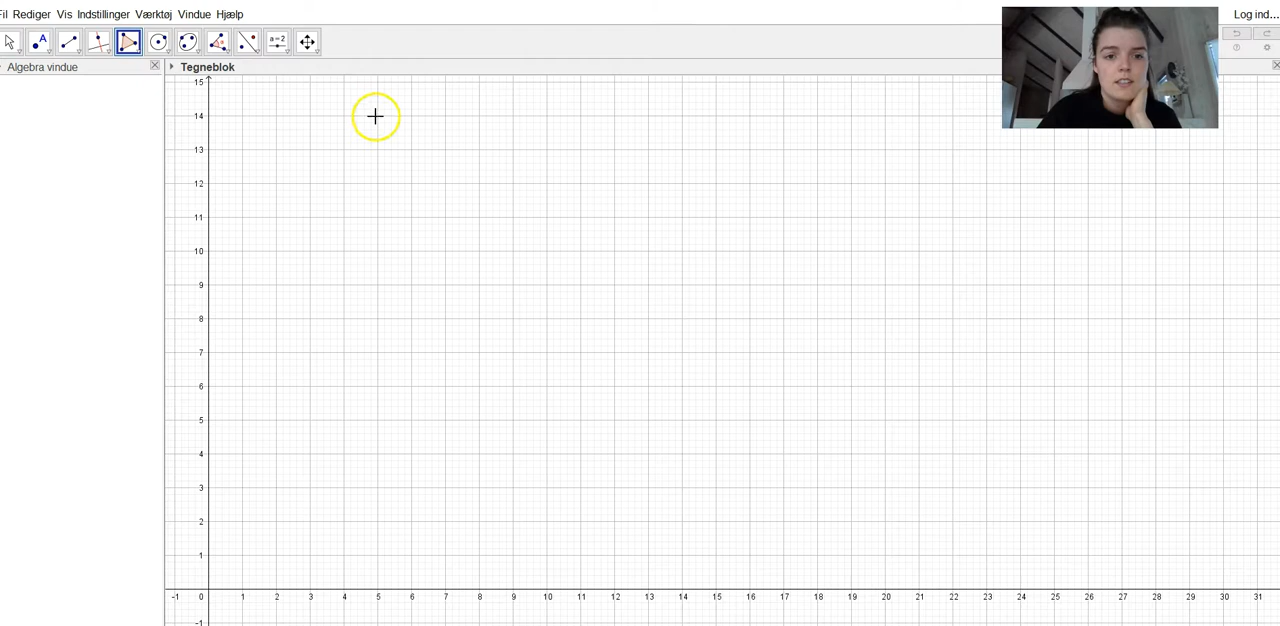 Fil Rediger Vis Indstillinger Værktøj Vindue Hjælp
Log ind...
A
a=2
Algebra vindue
Tegneblok
15
14
13
12
11
10
9
8
7
6
5
4
3
2
1
-1 0 1 2 3 4 5 6 7 8 9 10 11 12 13 14 15 16 17 18 19 20 21 22 23 24 25 26 27 28 29 30 31
-1